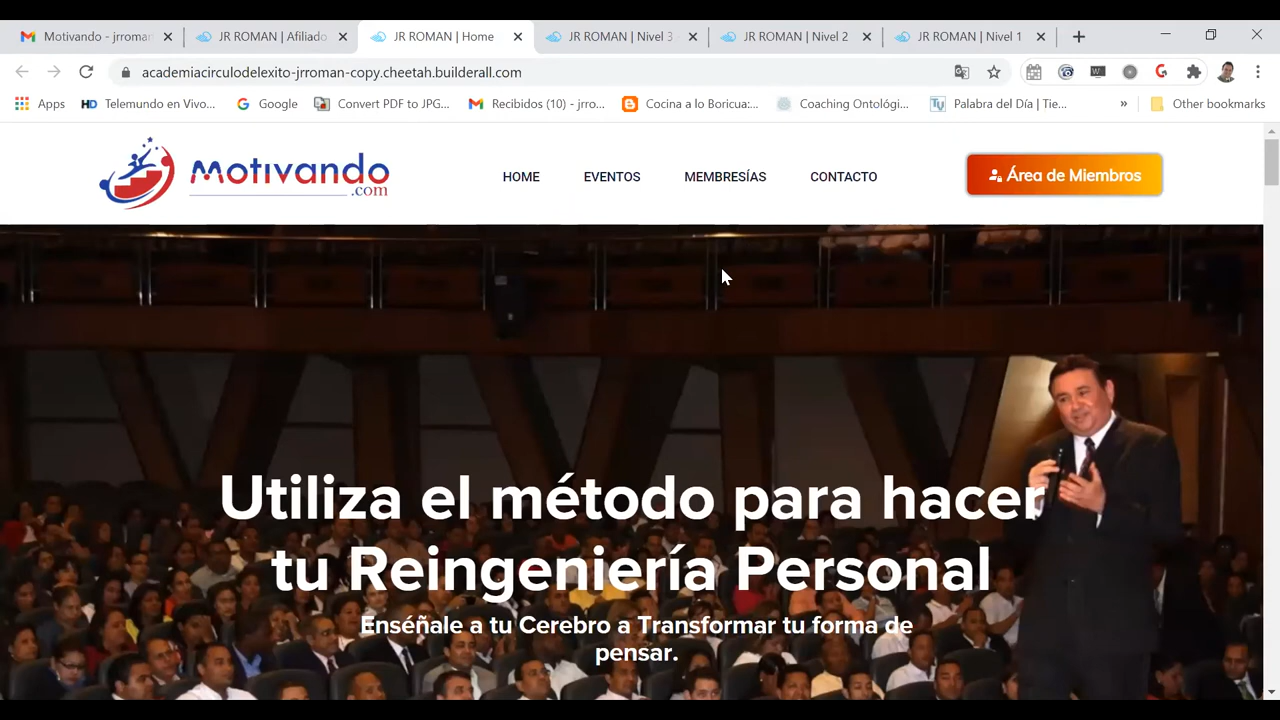 Motivando - jrroman
JR ROMAN | Afiliado
JR ROMAN | Home
JR ROMAN | Nivel 3 -
JR ROMAN | Nivel 2
JR ROMAN | Nivel 1
academiacirculodelexito-jrroman-copy.cheetah.builderall.com
Apps
HD Telemundo en Vivo...
Google
Convert PDF to JPG...
Recibidos (10) - jrro...
Cocina a lo Boricua:...
Coaching Ontológi...
Palabra del Día | Tie...
»
Other bookmarks
Motivando
.com
HOME
EVENTOS
MEMBRESÍAS
CONTACTO
Área de Miembros
Utiliza el método para hacer
tu Reingeniería Personal
Enséñale a tu Cerebro a Transformar tu forma de
pensar.